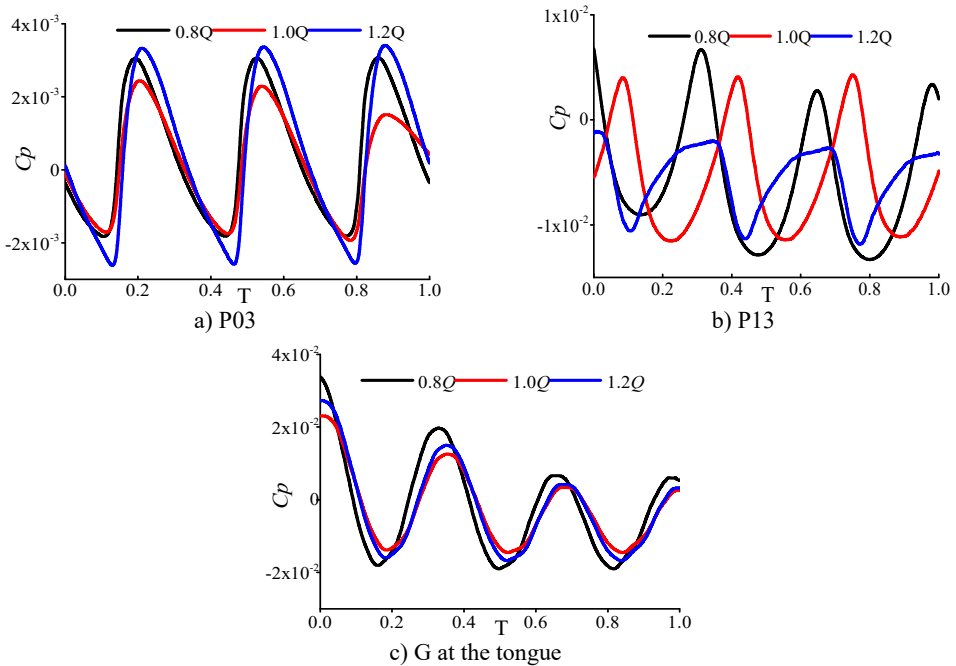 4x10⁻³
0.8Q 1.0Q 1.2Q
2x10⁻³
Cp
0
-2x10⁻³
0.0 0.2 0.4 0.6 0.8 1.0
T
a) P03
1x10⁻²
0.8Q 1.0Q 1.2Q
Cp
0
-1x10⁻²
0.0 0.2 0.4 0.6 0.8 1.0
T
b) P13
4x10⁻²
0.8Q 1.0Q 1.2Q
2x10⁻²
Cp
0
-2x10⁻²
0.0 0.2 0.4 0.6 0.8 1.0
T
c) G at the tongue